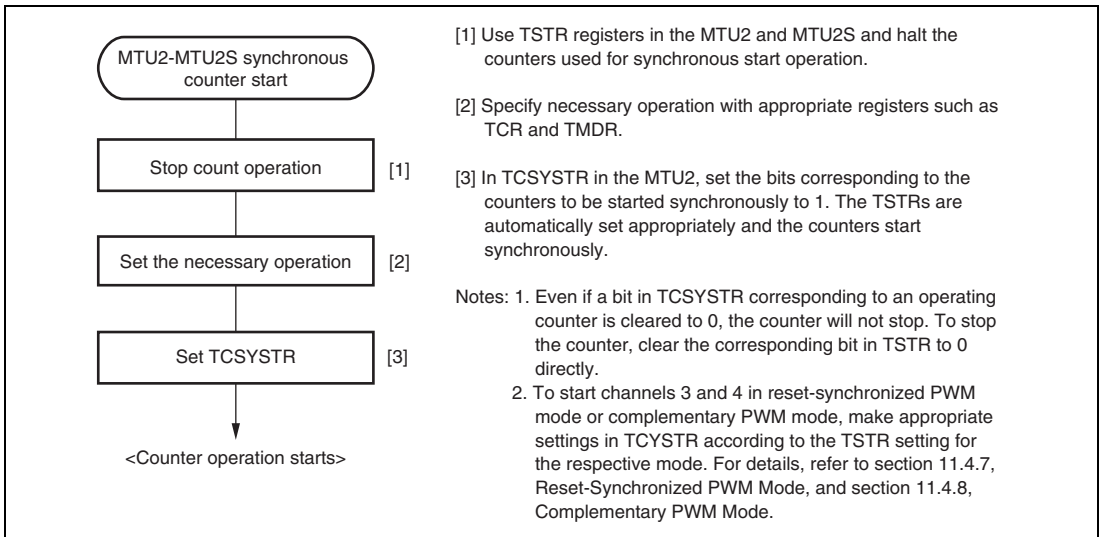 MTU2-MTU2S synchronous
counter start
Stop count operation
[1]
Set the necessary operation
[2]
Set TCSYSTR
[3]
<Counter operation starts>
[1] Use TSTR registers in the MTU2 and MTU2S and halt the
counters used for synchronous start operation.
[2] Specify necessary operation with appropriate registers such as
TCR and TMDR.
[3] In TCSYSTR in the MTU2, set the bits corresponding to the
counters to be started synchronously to 1. The TSTRs are
automatically set appropriately and the counters start
synchronously.
Notes: 1. Even if a bit in TCSYSTR corresponding to an operating
counter is cleared to 0, the counter will not stop. To stop
the counter, clear the corresponding bit in TSTR to 0
directly.
2. To start channels 3 and 4 in reset-synchronized PWM
mode or complementary PWM mode, make appropriate
settings in TCYSTR according to the TSTR setting for
the respective mode. For details, refer to section 11.4.7,
Reset-Synchronized PWM Mode, and section 11.4.8,
Complementary PWM Mode.